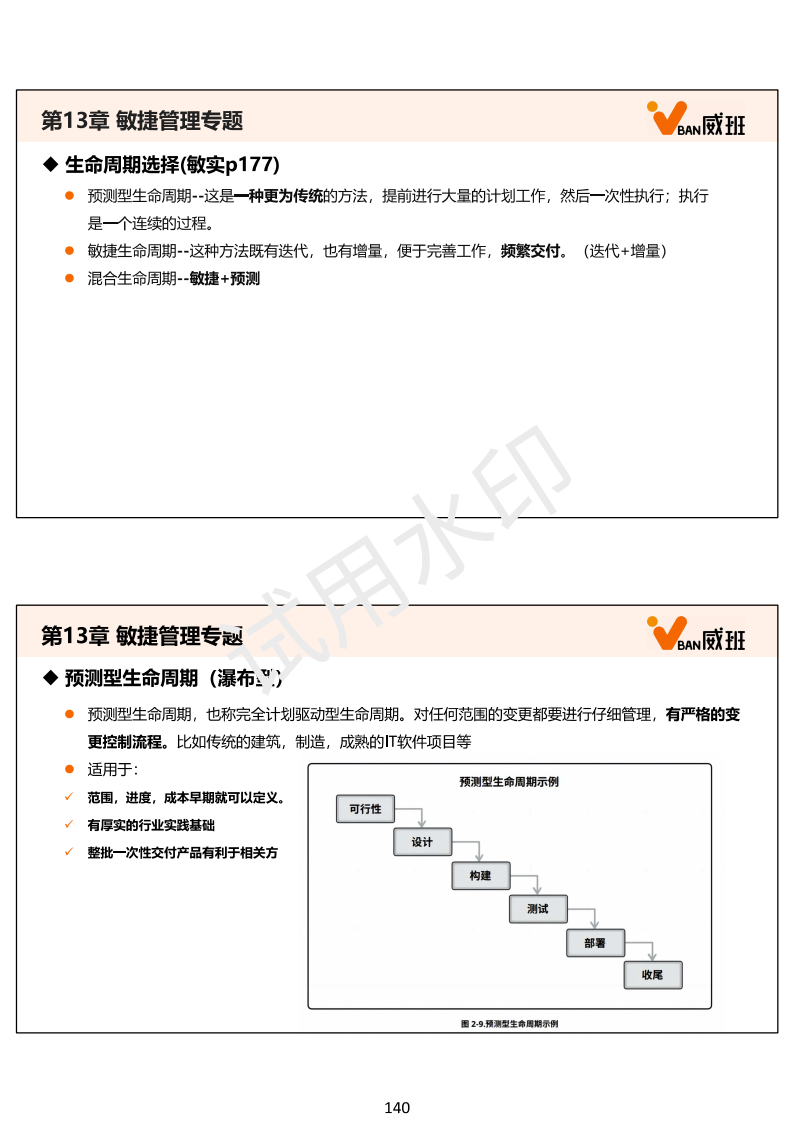 第13章 敏捷管理专题
BAN威班
生命周期选择(敏实p177)
预测型生命周期--这是一种更为传统的方法，提前进行大量的计划工作，然后一次性执行；执行
是一个连续的过程。
敏捷生命周期--这种方法既有迭代，也有增量，便于完善工作，频繁交付。（迭代+增量）
混合生命周期--敏捷+预测
试用水印
第13章 敏捷管理专题
BAN威班
预测型生命周期（瀑布型）
预测型生命周期，也称完全计划驱动型生命周期。对任何范围的变更都要进行仔细管理，有严格的变
更控制流程。比如传统的建筑，制造，成熟的IT软件项目等
适用于：
范围，进度，成本早期就可以定义。
有厚实的行业实践基础
整批一次性交付产品有利于相关方
预测型生命周期示例
可行性
设计
构建
测试
部署
收尾
图 2-9.预测型生命周期示例
140